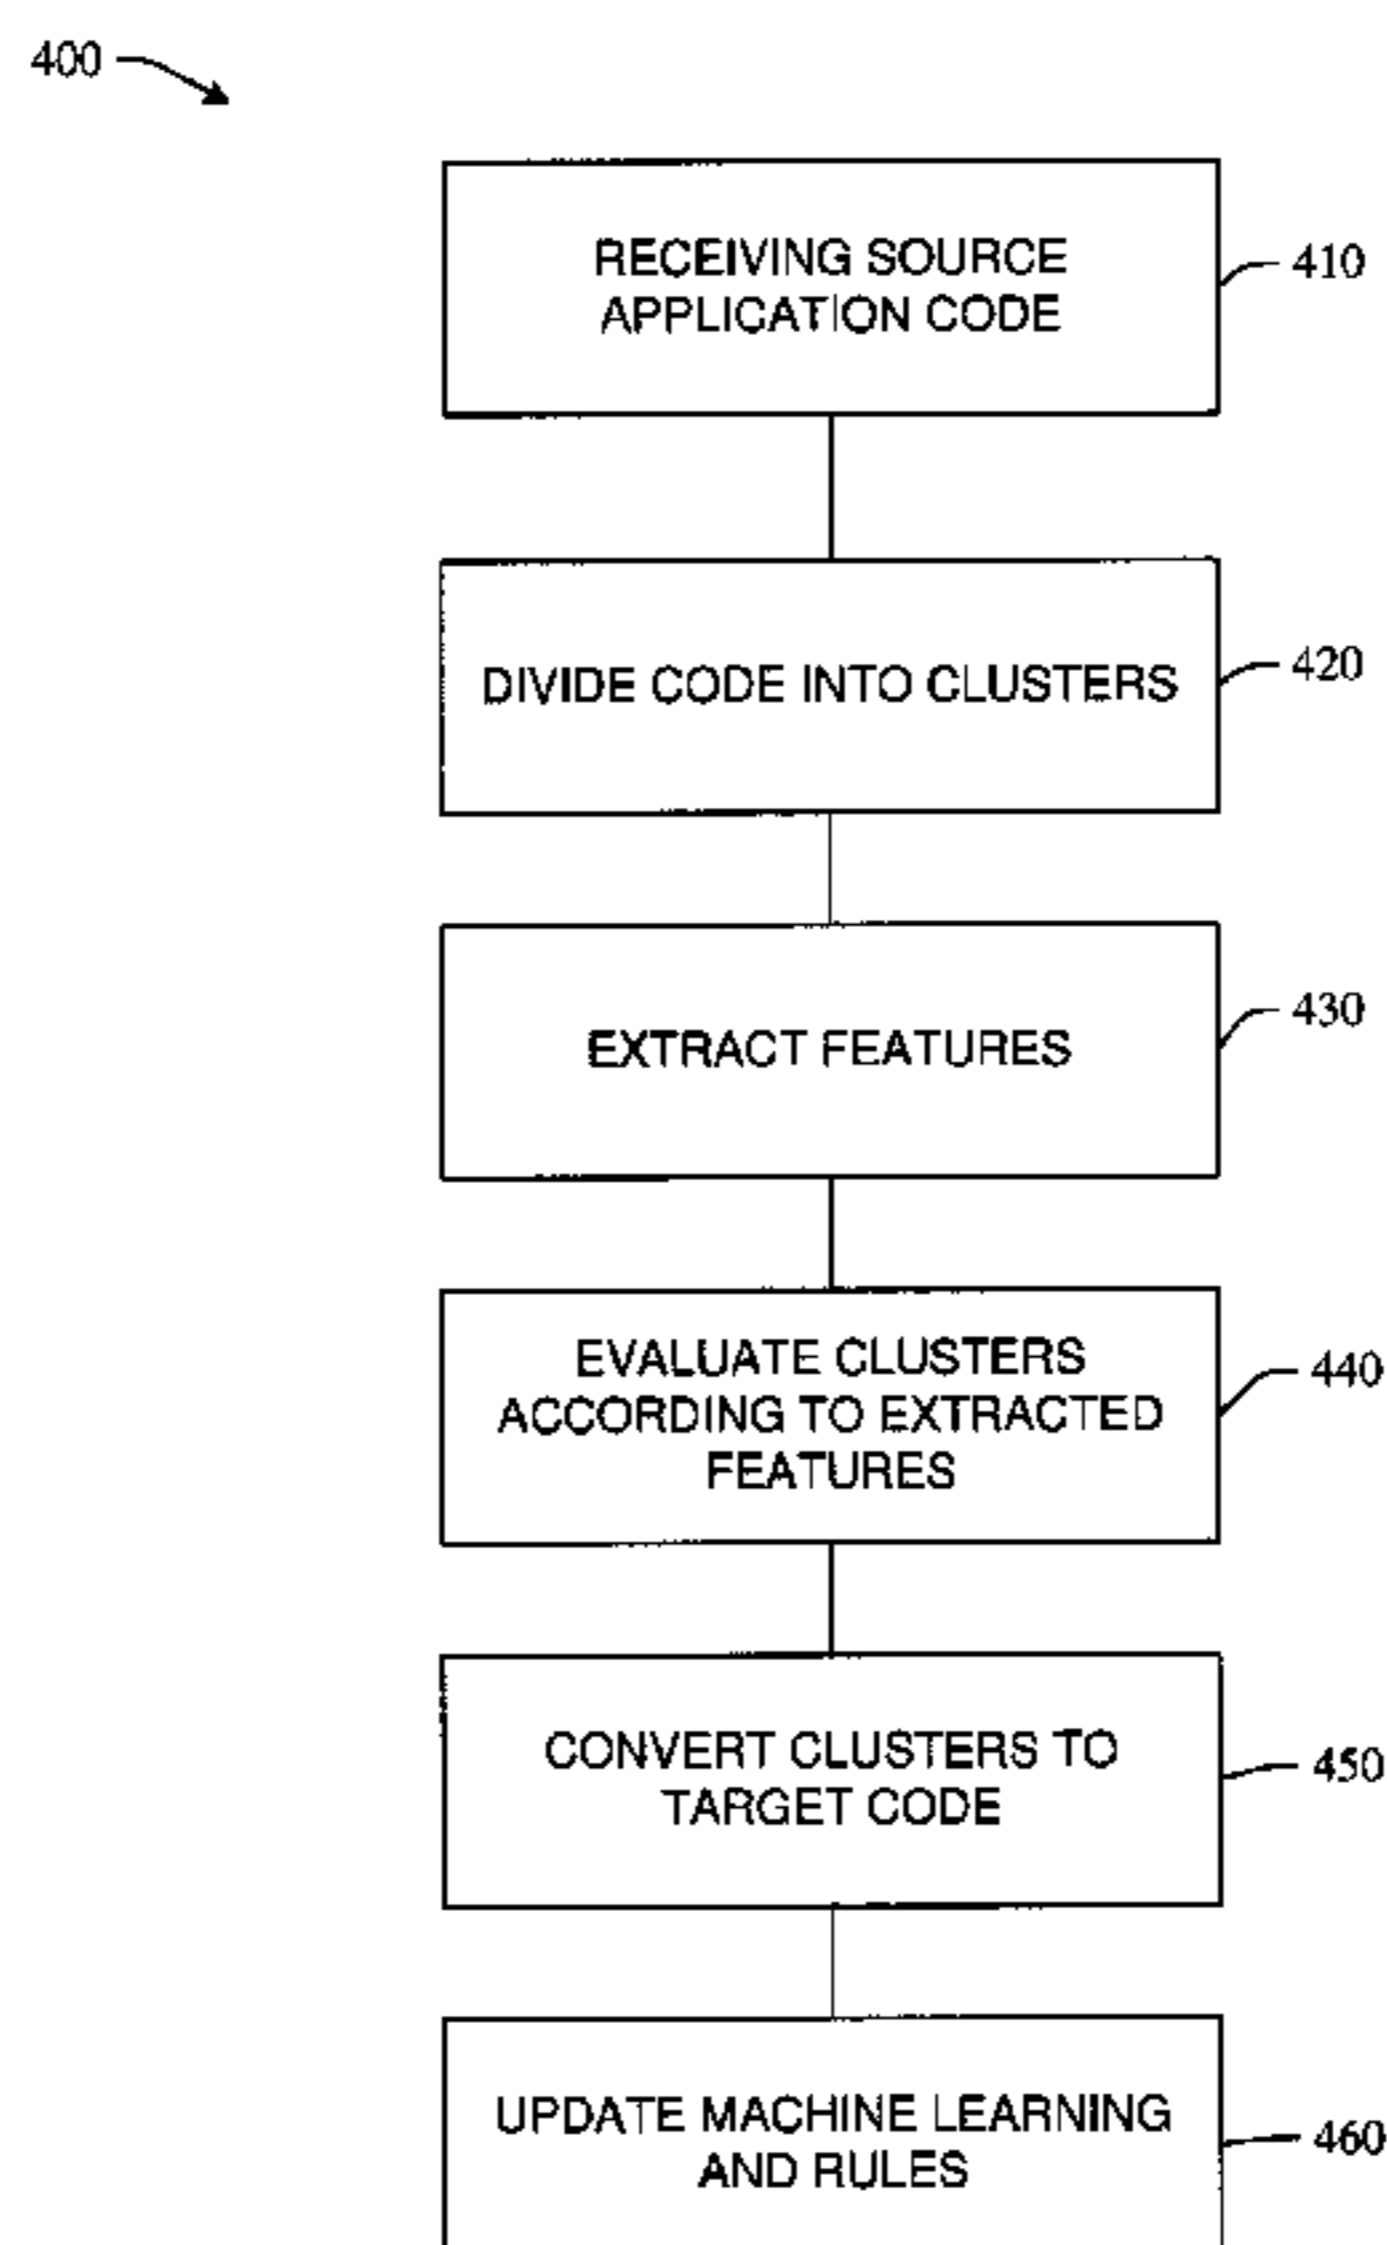 400
RECEIVING SOURCE
APPLICATION CODE
410
DIVIDE CODE INTO CLUSTERS
420
EXTRACT FEATURES
430
EVALUATE CLUSTERS
ACCORDING TO EXTRACTED
FEATURES
440
CONVERT CLUSTERS TO
TARGET CODE
450
UPDATE MACHINE LEARNING
AND RULES
460